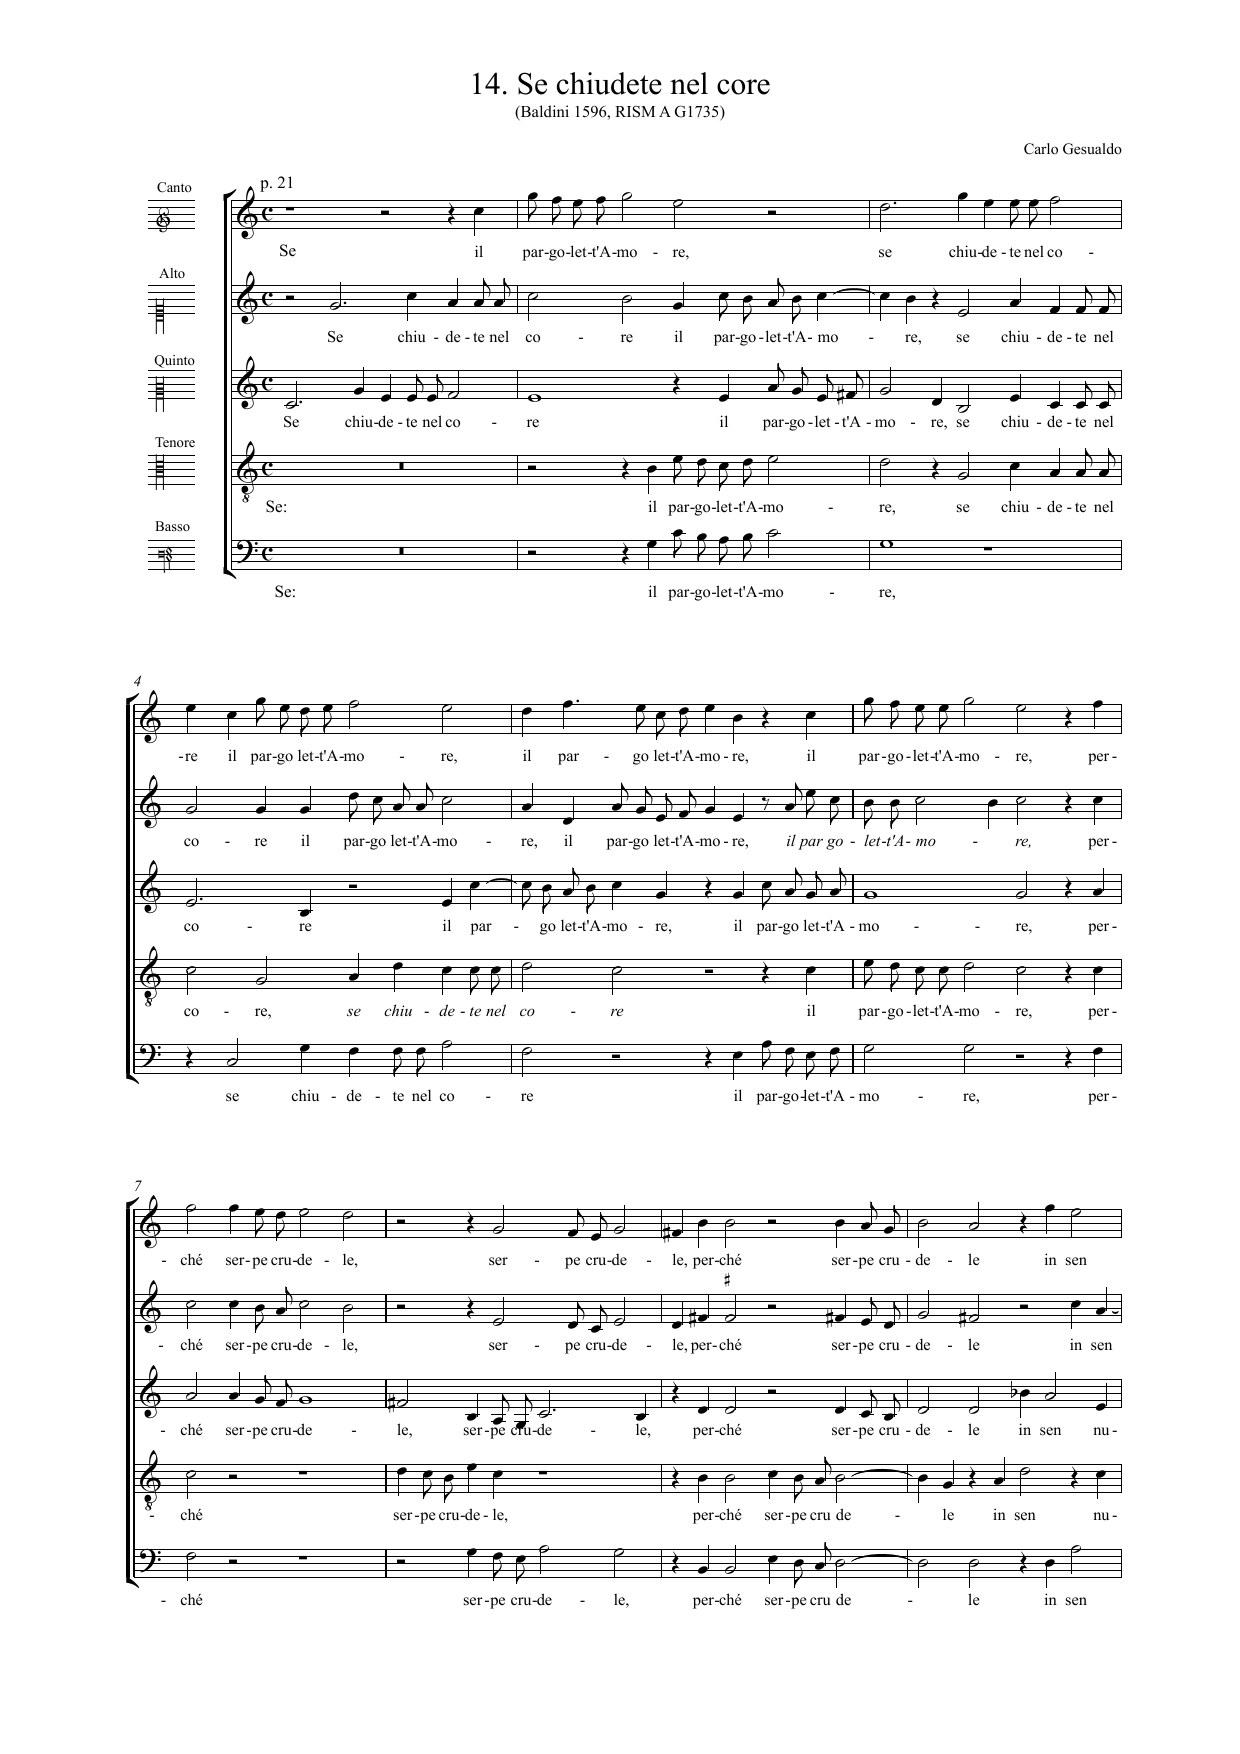 14. Se chiudete nel core
(Baldini 1596, RISM A G1735)
Carlo Gesualdo
Canto
p. 21
Se il par-go-let-t'A-mo - re, se chiu-de - te nel co -
Alto
Se chiu - de - te nel co - re il par-go-let-t'A- mo - re, se chiu - de - te nel
Quinto
Se chiu-de - te nel co - re il par-go-let-t'A - mo - re, se chiu - de - te nel
Tenore
8
Se: il par-go-let-t'A-mo - re, se chiu - de - te nel
Basso
Se: il par-go-let-t'A-mo - re,
4
-re il par-go let-t'A-mo - re, il par - go let-t'A-mo - re, il par-go-let-t'A-mo - re, per-
co - re il par-go let-t'A-mo - re, il par-go let-t'A-mo - re, il par go - let-t'A- mo - re, per-
co - re il par - go let-t'A-mo - re, il par-go let-t'A - mo - re, per-
8
co - re, se chiu - de - te nel co - re il par-go-let-t'A-mo - re, per-
se chiu - de - te nel co - re il par-go-let-t'A - mo - re, per-
7
- ché ser-pe cru-de - le, ser - pe cru-de - le, per-ché ser-pe cru - de - le in sen
♯
- ché ser-pe cru-de - le, ser - pe cru-de - le, per-ché ser-pe cru - de - le in sen
- ché ser-pe cru-de - le, ser-pe cru-de - le, per-ché ser-pe cru - de - le in sen nu-
8
- ché ser-pe cru-de - le, per-ché ser-pe cru de - le in sen nu-
- ché ser-pe cru-de - le, per-ché ser-pe cru de - le in sen